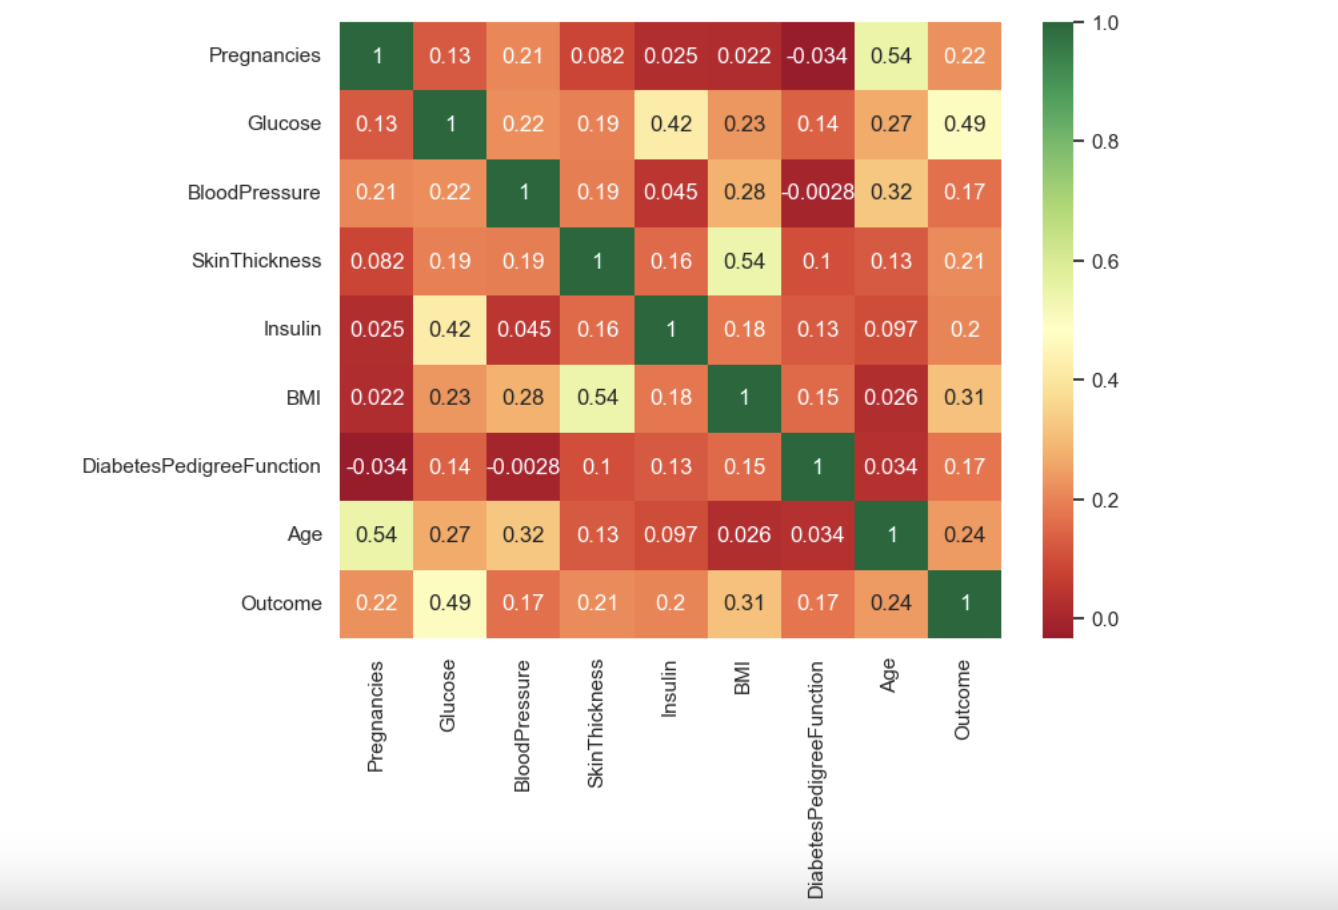 Pregnancies 1 0.13 0.21 0.082 0.025 0.022 -0.034 0.54 0.22
Glucose 0.13 1 0.22 0.19 0.42 0.23 0.14 0.27 0.49
BloodPressure 0.21 0.22 1 0.19 0.045 0.28 -0.0028 0.32 0.17
SkinThickness 0.082 0.19 0.19 1 0.16 0.54 0.1 0.13 0.21
Insulin 0.025 0.42 0.045 0.16 1 0.18 0.13 0.097 0.2
BMI 0.022 0.23 0.28 0.54 0.18 1 0.15 0.026 0.31
DiabetesPedigreeFunction -0.034 0.14 -0.0028 0.1 0.13 0.15 1 0.034 0.17
Age 0.54 0.27 0.32 0.13 0.097 0.026 0.034 1 0.24
Outcome 0.22 0.49 0.17 0.21 0.2 0.31 0.17 0.24 1
Pregnancies
Glucose
BloodPressure
SkinThickness
Insulin
BMI
DiabetesPedigreeFunction
Age
Outcome
1.0
0.8
0.6
0.4
0.2
0.0